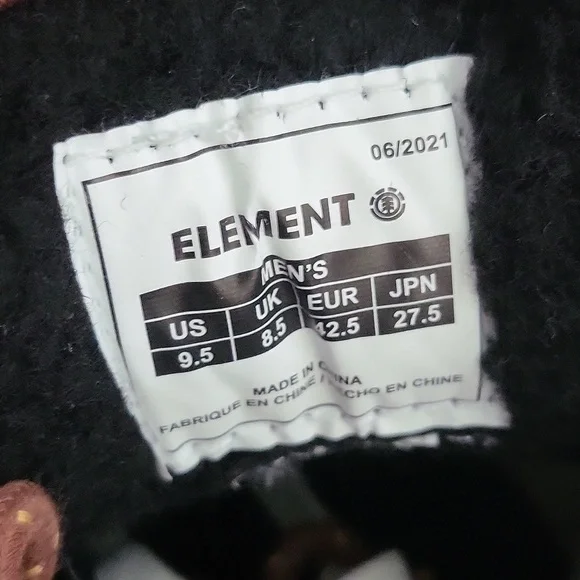 06/2021
ELEMENT
MEN'S
US UK EUR JPN
9.5 8.5 42.5 27.5
MADE IN CHINA
FABRIQUE EN CHINE / HECHO EN CHINE